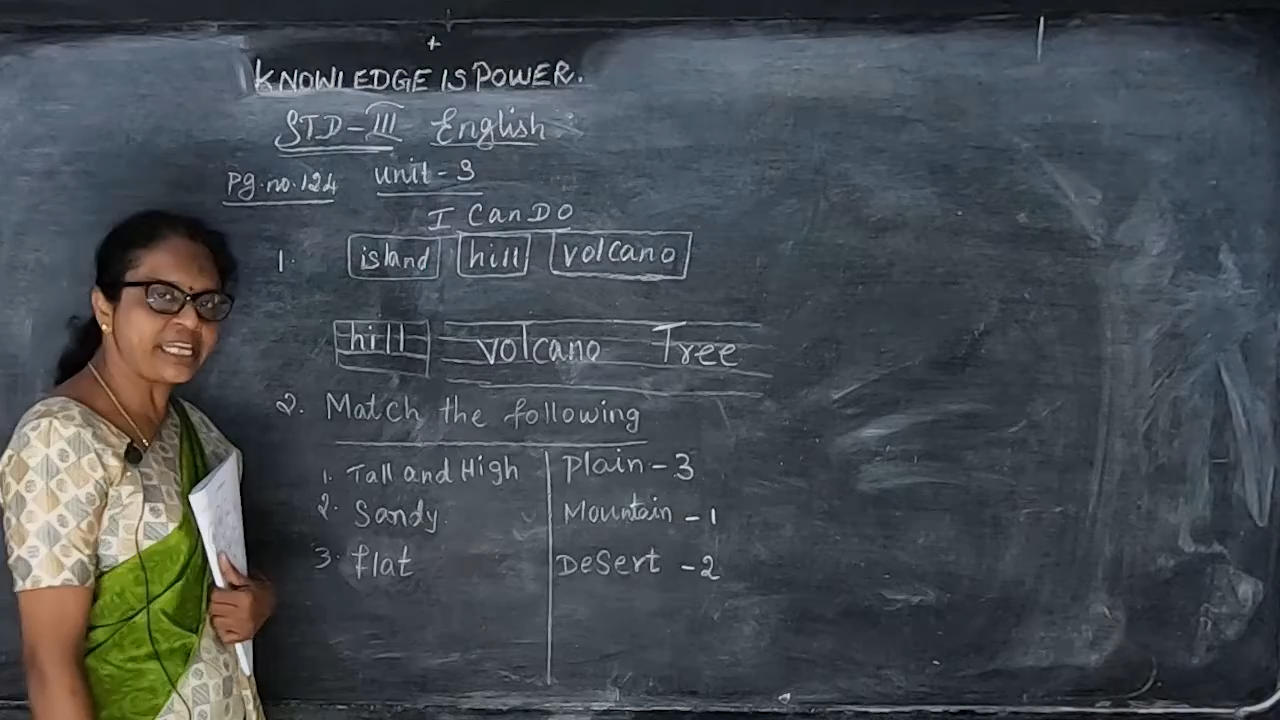 KNOWLEDGE IS POWER.
STD-III English
Pg.no.124 unit-3
I Can DO
1. island hill volcano
hill volcano Tree
2. Match the following
1. Tall and High Plain-3
2. Sandy. Mountain-1
3. flat Desert-2